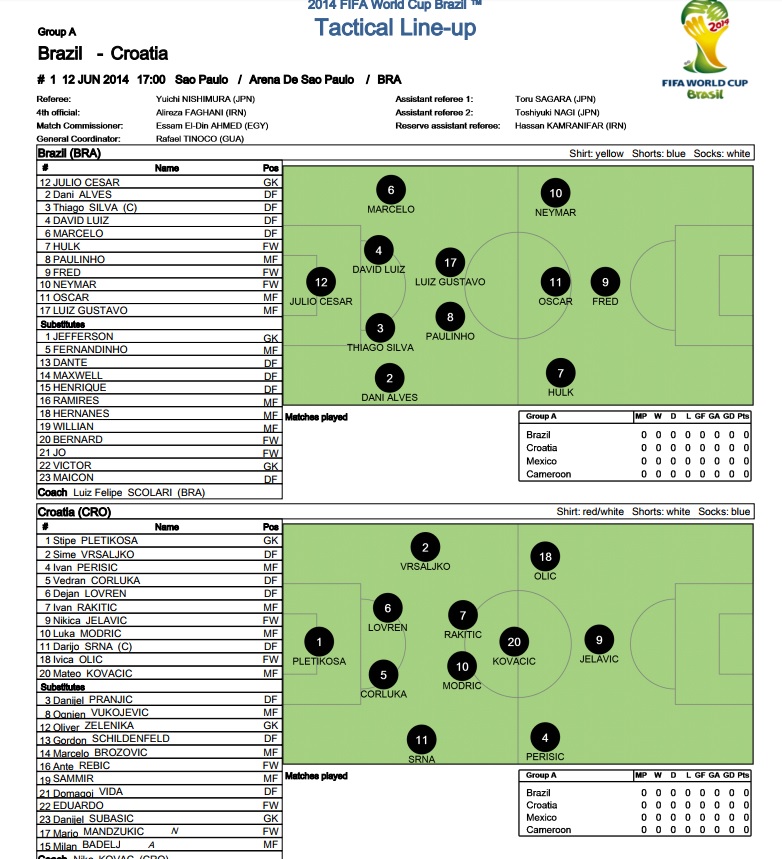 2014 FIFA World Cup Brazil ™
Tactical Line-up
Group A
Brazil - Croatia
# 1 12 JUN 2014 17:00 Sao Paulo / Arena De Sao Paulo / BRA
2014
FIFA WORLD CUP
Brasil
Referee: Yuichi NISHIMURA (JPN) Assistant referee 1: Toru SAGARA (JPN)
4th official: Alireza FAGHANI (IRN) Assistant referee 2: Toshiyuki NAGI (JPN)
Match Commissioner: Essam El-Din AHMED (EGY) Reserve assistant referee: Hassan KAMRANIFAR (IRN)
General Coordinator: Rafael TINOCO (GUA)
Brazil (BRA) Shirt: yellow Shorts: blue Socks: white
# Name Pos
12 JULIO CESAR GK
2 Dani ALVES DF
3 Thiago SILVA (C) DF
4 DAVID LUIZ DF
6 MARCELO DF
7 HULK FW
8 PAULINHO MF
9 FRED FW
10 NEYMAR FW
11 OSCAR MF
17 LUIZ GUSTAVO MF
Substitutes
1 JEFFERSON GK
5 FERNANDINHO MF
13 DANTE DF
14 MAXWELL DF
15 HENRIQUE DF
16 RAMIRES MF
18 HERNANES MF
19 WILLIAN MF
20 BERNARD FW
21 JO FW
22 VICTOR GK
23 MAICON DF
Coach Luiz Felipe SCOLARI (BRA)
6
MARCELO
10
NEYMAR
4
DAVID LUIZ
17
LUIZ GUSTAVO
12
JULIO CESAR
11
OSCAR
9
FRED
3
THIAGO SILVA
8
PAULINHO
2
DANI ALVES
7
HULK
Matches played
Group A MP W D L GF GA GD Pts
Brazil 0 0 0 0 0 0 0 0
Croatia 0 0 0 0 0 0 0 0
Mexico 0 0 0 0 0 0 0 0
Cameroon 0 0 0 0 0 0 0 0
Croatia (CRO) Shirt: red/white Shorts: white Socks: blue
# Name Pos
1 Stipe PLETIKOSA GK
2 Sime VRSALJKO DF
4 Ivan PERISIC MF
5 Vedran CORLUKA DF
6 Dejan LOVREN DF
7 Ivan RAKITIC MF
9 Nikica JELAVIC FW
10 Luka MODRIC MF
11 Darijo SRNA (C) DF
18 Ivica OLIC FW
20 Mateo KOVACIC MF
Substitutes
3 Danijel PRANJIC DF
8 Ognjen VUKOJEVIC MF
12 Oliver ZELENIKA GK
13 Gordon SCHILDENFELD DF
14 Marcelo BROZOVIC MF
16 Ante REBIC FW
19 SAMMIR MF
21 Domagoj VIDA DF
22 EDUARDO FW
23 Danijel SUBASIC GK
17 Mario MANDZUKIC N FW
15 Milan BADELJ A MF
Coach Niko KOVAC (CRO)
2
VRSALJKO
18
OLIC
6
LOVREN
7
RAKITIC
1
PLETIKOSA
20
KOVACIC
9
JELAVIC
5
CORLUKA
10
MODRIC
11
SRNA
4
PERISIC
Matches played
Group A MP W D L GF GA GD Pts
Brazil 0 0 0 0 0 0 0 0
Croatia 0 0 0 0 0 0 0 0
Mexico 0 0 0 0 0 0 0 0
Cameroon 0 0 0 0 0 0 0 0